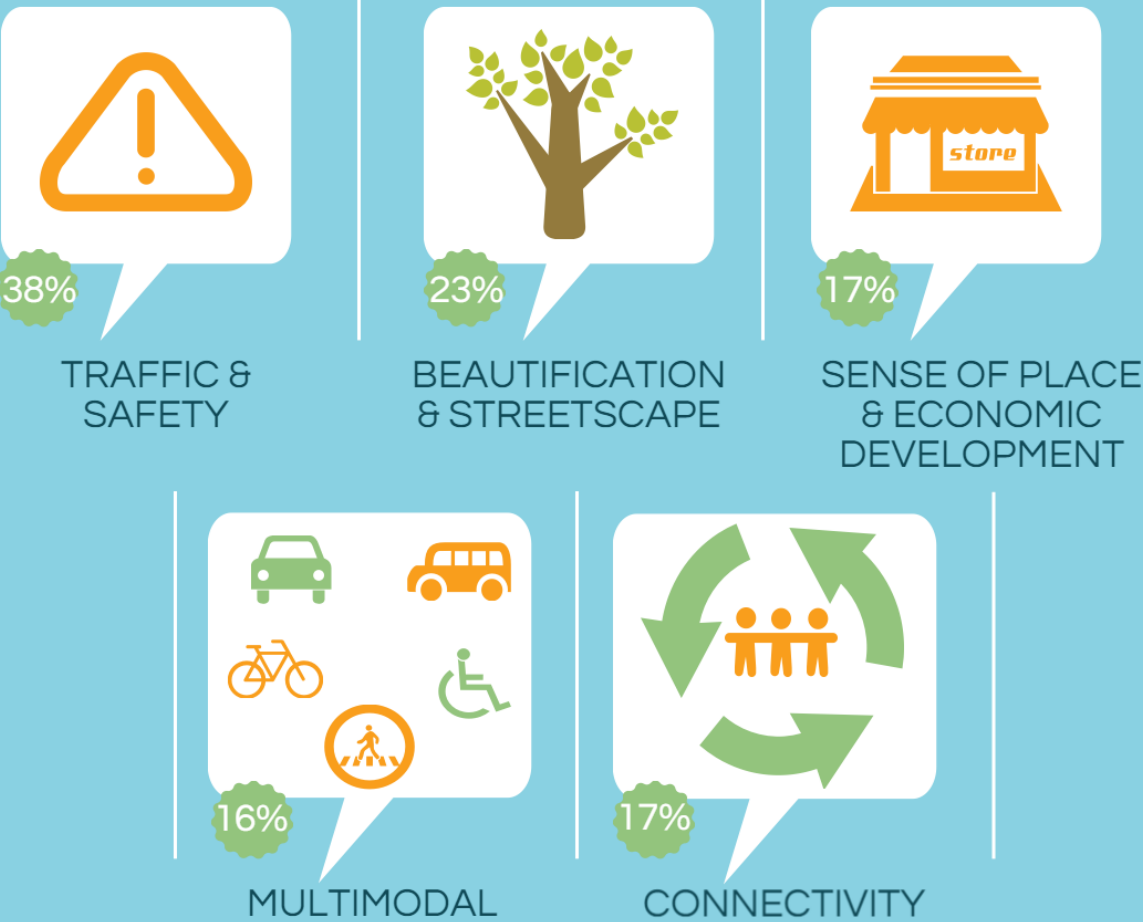 store
38%
23%
17%
TRAFFIC &
SAFETY
BEAUTIFICATION
& STREETSCAPE
SENSE OF PLACE
& ECONOMIC
DEVELOPMENT
16%
17%
MULTIMODAL
CONNECTIVITY